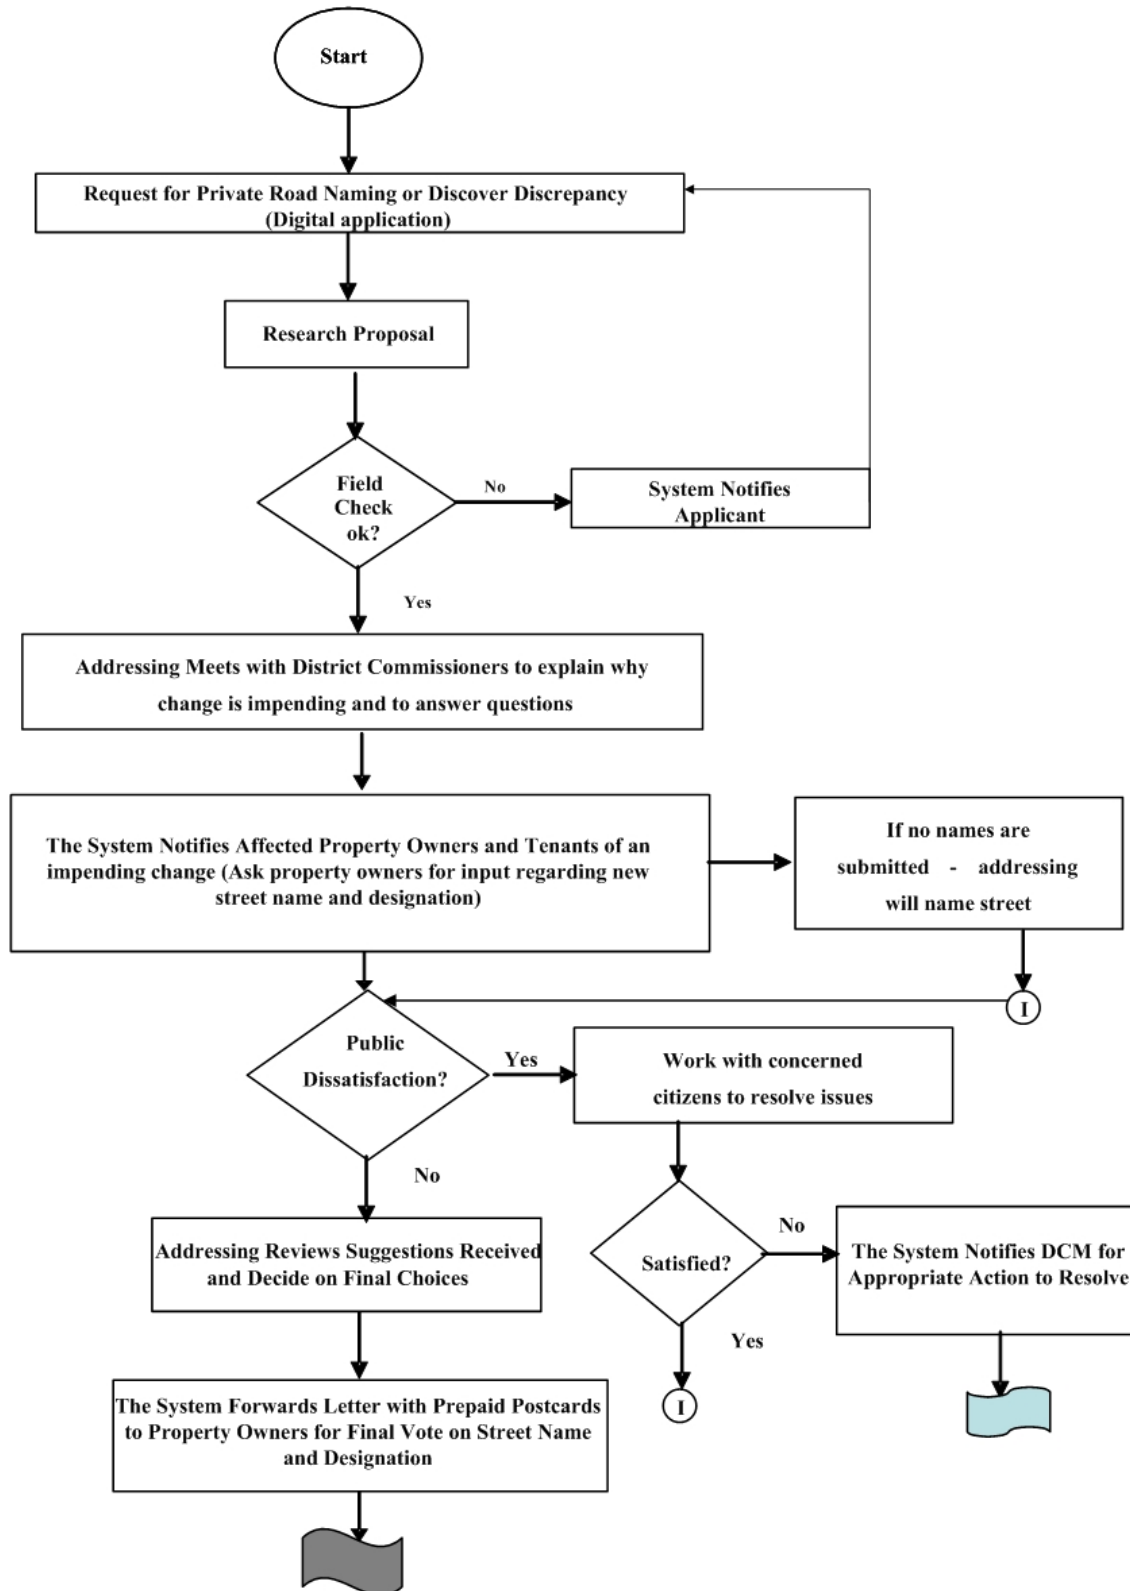 Start
Request for Private Road Naming or Discover Discrepancy
(Digital application)
Research Proposal
Field
Check
ok?
No
System Notifies
Applicant
Yes
Addressing Meets with District Commissioners to explain why
change is impending and to answer questions
The System Notifies Affected Property Owners and Tenants of an
impending change (Ask property owners for input regarding new
street name and designation)
If no names are
submitted - addressing
will name street
I
Public
Dissatisfaction?
Yes
Work with concerned
citizens to resolve issues
No
Addressing Reviews Suggestions Received
and Decide on Final Choices
Satisfied?
No
The System Notifies DCM for
Appropriate Action to Resolve
Yes
I
The System Forwards Letter with Prepaid Postcards
to Property Owners for Final Vote on Street Name
and Designation